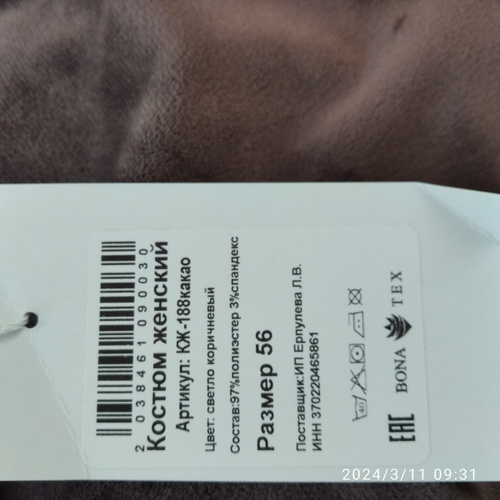 2 038461 090030
Костюм женский
Артикул: КЖ-188какао
Цвет: светло коричневый
Состав:97%полиэстер 3%спандекс
Размер 56
Поставщик:ИП Ерпулева Л.В.
ИНН 370220465861
40
EAC BONA TEX
2024/3/11 09:31